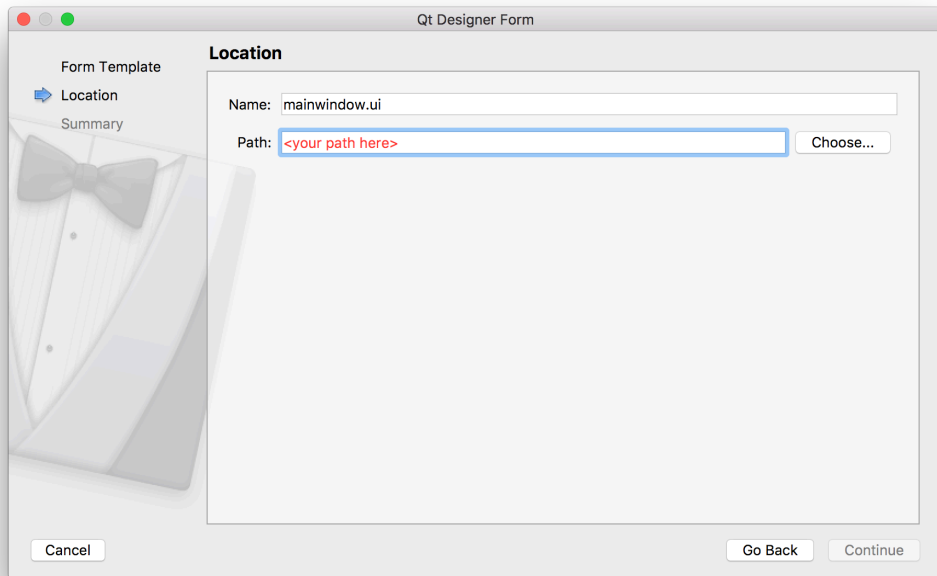 Qt Designer Form
Form Template
Location
Summary
Location
Name: mainwindow.ui
Path: <your path here> Choose...
Cancel Go Back Continue